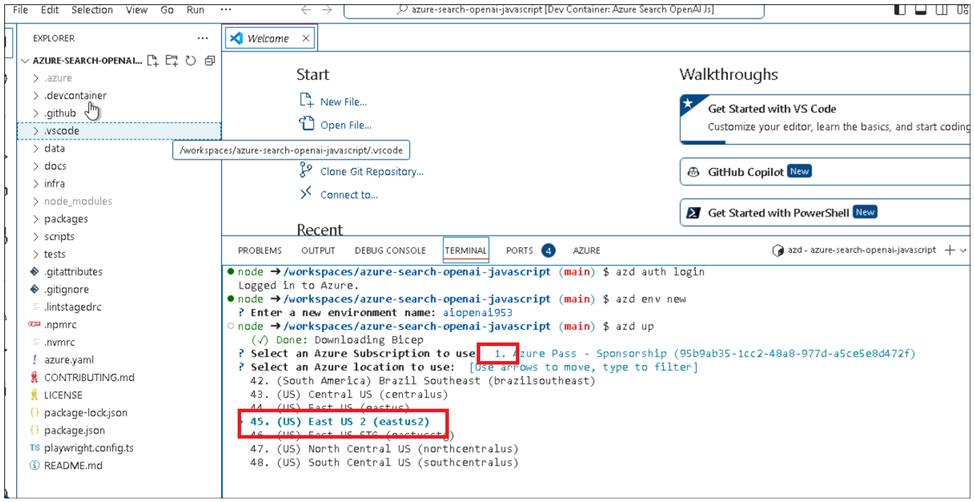 File Edit Selection View Go Run
azure-search-openai-javascript [Dev Container: Azure Search OpenAI Js]
EXPLORER
AZURE-SEARCH-OPENAI...
.azure
.devcontainer
.github
.vscode
data
docs
infra
node_modules
packages
scripts
tests
.gitattributes
.gitignore
.lintstagedrc
.npmrc
.nvmrc
azure.yaml
CONTRIBUTING.md
LICENSE
package-lock.json
package.json
playwright.config.ts
README.md
/workspaces/azure-search-openai-javascript/.vscode
Welcome
Start
New File...
Open File...
Clone Git Repository...
Connect to...
Recent
Walkthroughs
Get Started with VS Code
Customize your editor, learn the basics, and start coding
GitHub Copilot New
Get Started with PowerShell New
PROBLEMS OUTPUT DEBUG CONSOLE TERMINAL PORTS 4 AZURE
azd - azure-search-openai-javascript
node ➜ /workspaces/azure-search-openai-javascript (main) $ azd auth login
Logged in to Azure.
node ➜ /workspaces/azure-search-openai-javascript (main) $ azd env new
? Enter a new environment name: aiopenai953
node ➜ /workspaces/azure-search-openai-javascript (main) $ azd up
(✓) Done: Downloading Bicep
? Select an Azure Subscription to use 1. Azure Pass - Sponsorship (95b9ab35-1cc2-48a8-977d-a5ce5e8d472f)
? Select an Azure location to use: [Use arrows to move, type to filter]
42. (South America) Brazil Southeast (brazilsoutheast)
43. (US) Central US (centralus)
44. (US) East US (eastus)
45. (US) East US 2 (eastus2)
46. (US) East US STG (eastusstg)
47. (US) North Central US (northcentralus)
48. (US) South Central US (southcentralus)